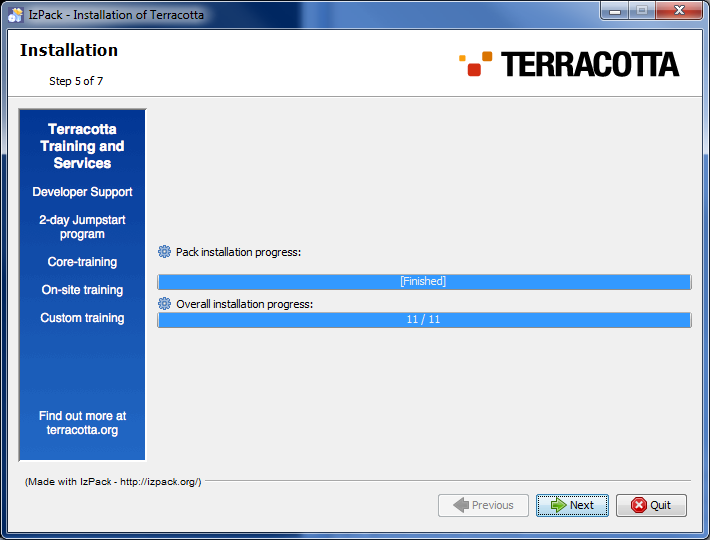 IzPack - Installation of Terracotta
Installation
Step 5 of 7
TERRACOTTA
Terracotta
Training and
Services
Developer Support
2-day Jumpstart
program
Core-training
On-site training
Custom training
Find out more at
terracotta.org
Pack installation progress:
[Finished]
Overall installation progress:
11 / 11
(Made with IzPack - http://izpack.org/)
Previous
Next
Quit